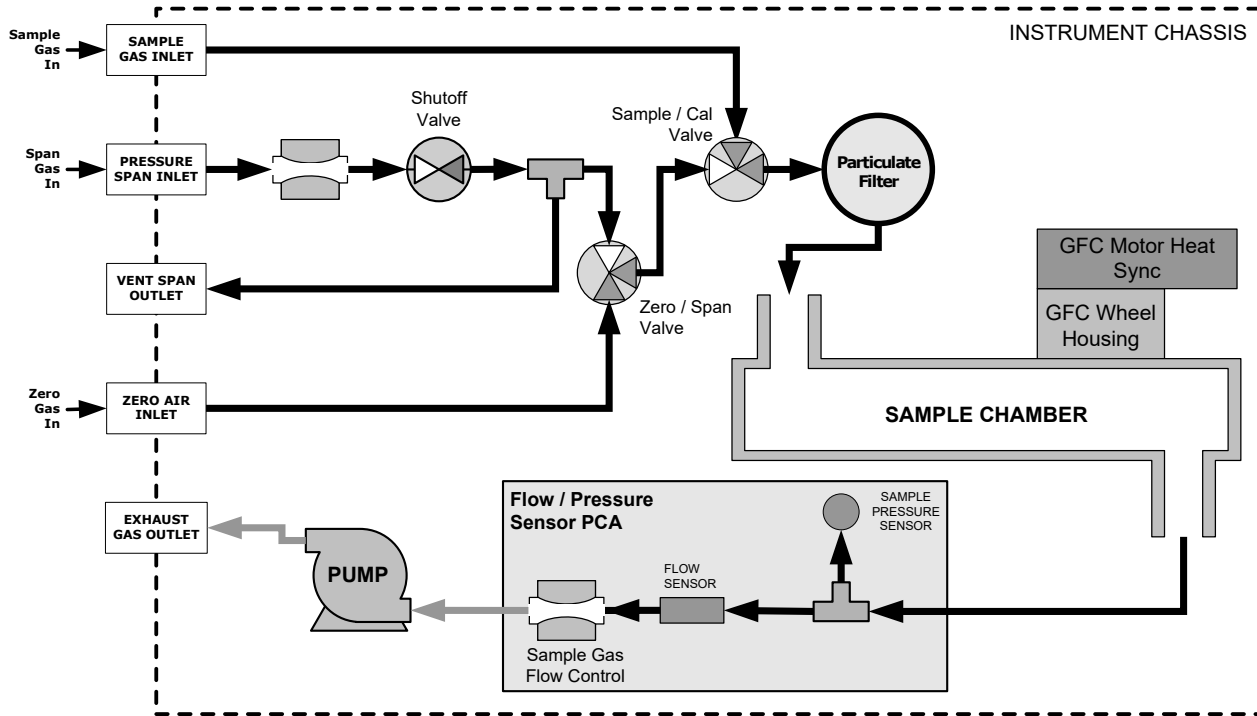 INSTRUMENT CHASSIS
Sample
Gas
In
SAMPLE
GAS INLET
Shutoff
Valve
Sample / Cal
Valve
Span
Gas
In
PRESSURE
SPAN INLET
Particulate
Filter
GFC Motor Heat
Sync
VENT SPAN
OUTLET
Zero / Span
Valve
GFC Wheel
Housing
Zero
Gas
In
ZERO AIR
INLET
SAMPLE CHAMBER
Flow / Pressure
Sensor PCA
SAMPLE
PRESSURE
SENSOR
EXHAUST
GAS OUTLET
PUMP
FLOW
SENSOR
Sample Gas
Flow Control